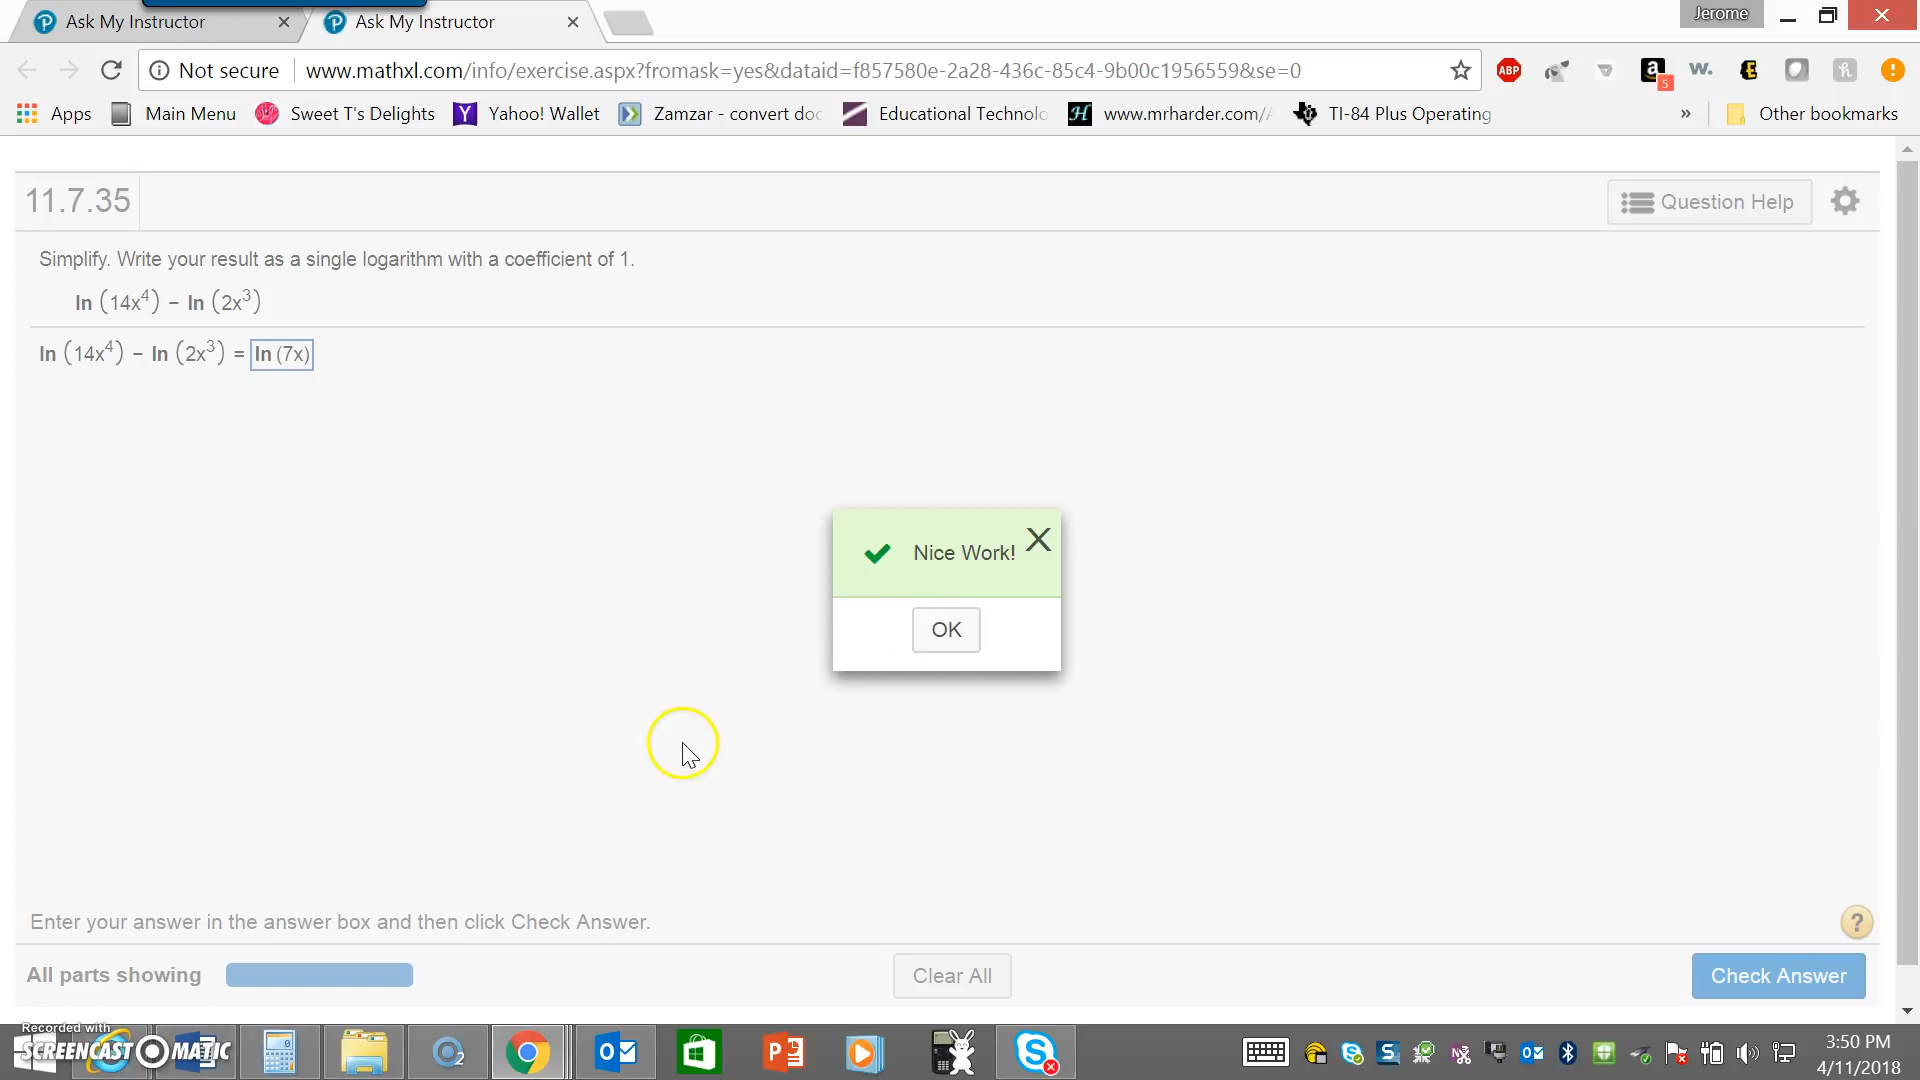 Ask My Instructor
Ask My Instructor
Jerome
Not secure
www.mathxl.com/info/exercise.aspx?fromask=yes&dataid=f857580e-2a28-436c-85c4-9b00c1956559&se=0
ABP
a
5
w.
h
Apps
Main Menu
Sweet T's Delights
Yahoo! Wallet
Zamzar - convert doc
Educational Technolo
www.mrharder.com/
TI-84 Plus Operating
»
Other bookmarks
11.7.35
Question Help
Simplify. Write your result as a single logarithm with a coefficient of 1.
ln (14x⁴) − ln (2x³)
ln (14x⁴) − ln (2x³) = ln (7x)
Nice Work!
OK
Enter your answer in the answer box and then click Check Answer.
?
All parts showing
Clear All
Check Answer
Recorded with
SCREENCAST MATIC
3:50 PM
4/11/2018